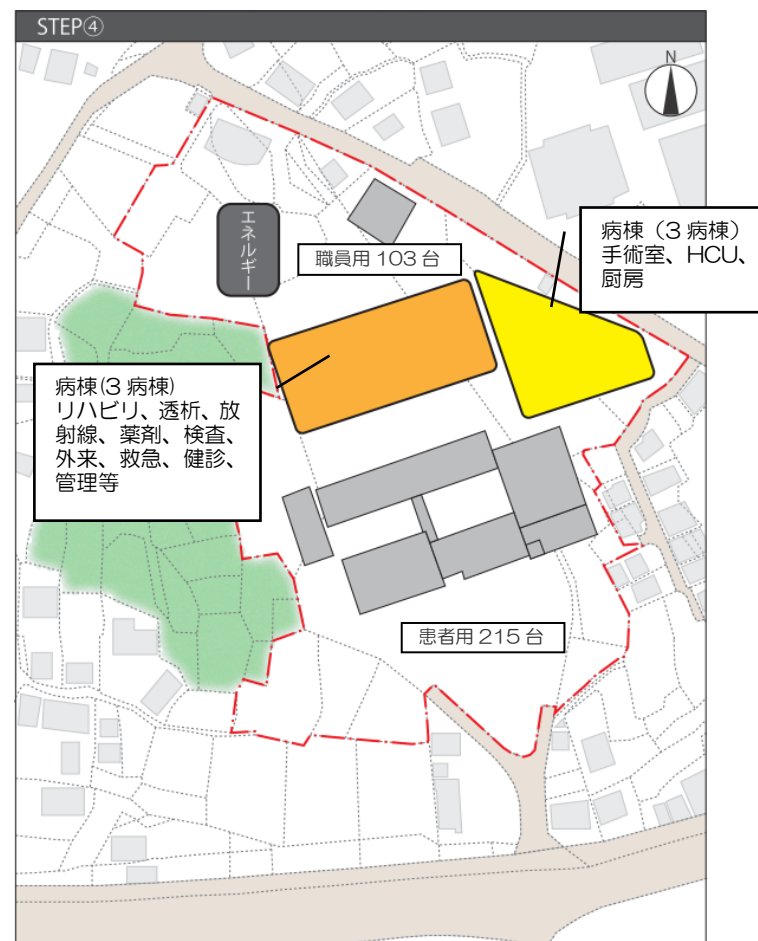 STEP④
N
病棟（3 病棟）
手術室、HCU、
厨房
エネルギー
職員用 103 台
病棟(3 病棟)
リハビリ、透析、放
射線、薬剤、検査、
外来、救急、健診、
管理等
患者用 215 台